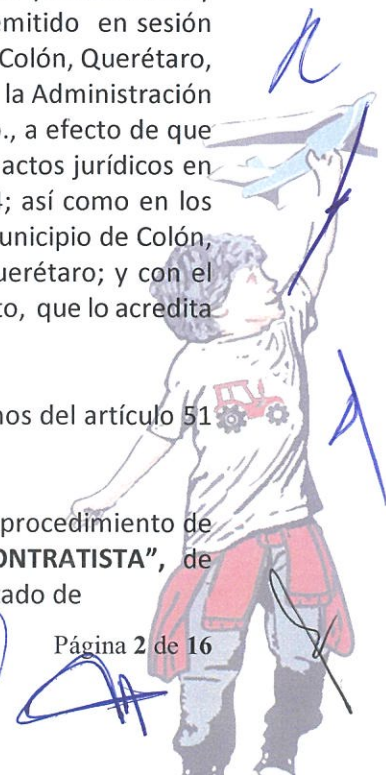 emitido en sesión
Colón, Querétaro,
la Administración
., a efecto de que
actos jurídicos en
; así como en los
unicipio de Colón,
uerétaro; y con el
to, que lo acredita
nos del artículo 51
procedimiento de
ONTRATISTA”, de
tado de
Página 2 de 16